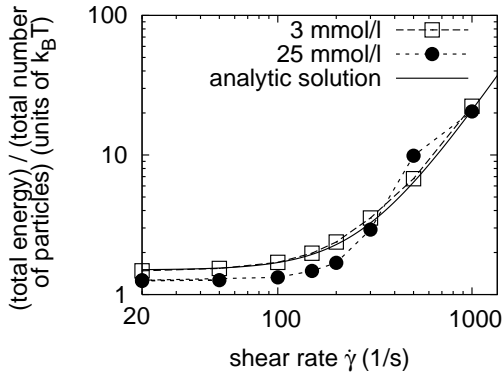 100
3 mmol/l
25 mmol/l
analytic solution
10
1
20
100
1000
(total energy) / (total number
of particles) (units of k_BT)
shear rate γ̇ (1/s)